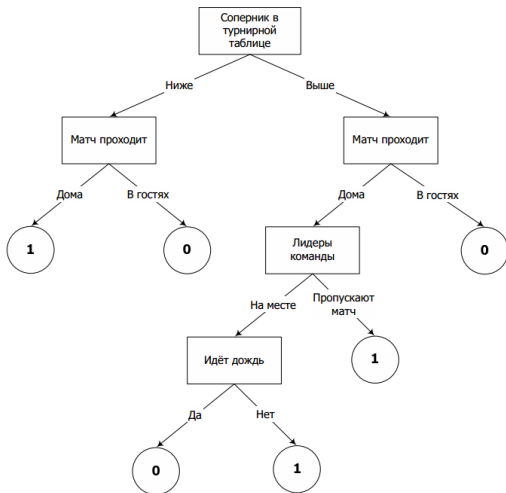 Соперник в
турнирной
таблице
Ниже
Выше
Матч проходит
Матч проходит
Дома
В гостях
Дома
В гостях
1
0
Лидеры
команды
0
На месте
Пропускают
матч
Идёт дождь
1
Да
Нет
0
1